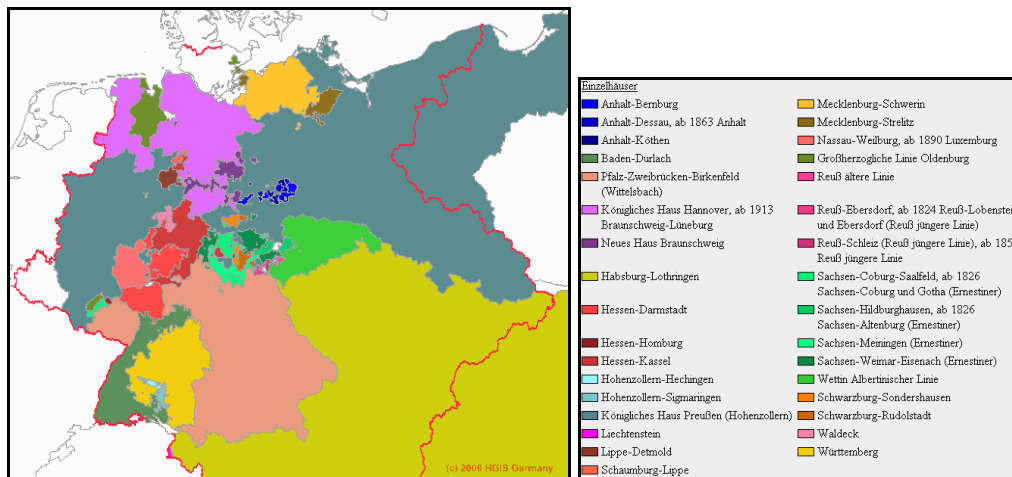 (c) 2006 HGIS Germany
Einzelhäuser
Anhalt-Bernburg
Anhalt-Dessau, ab 1863 Anhalt
Anhalt-Köthen
Baden-Durlach
Pfalz-Zweibrücken-Birkenfeld
(Wittelsbach)
Königliches Haus Hannover, ab 1913
Braunschweig-Lüneburg
Neues Haus Braunschweig
Habsburg-Lothringen
Hessen-Darmstadt
Hessen-Homburg
Hessen-Kassel
Hohenzollern-Hechingen
Hohenzollern-Sigmaringen
Königliches Haus Preußen (Hohenzollern)
Liechtenstein
Lippe-Detmold
Schaumburg-Lippe
Mecklenburg-Schwerin
Mecklenburg-Strelitz
Nassau-Weilburg, ab 1890 Luxemburg
Großherzogliche Linie Oldenburg
Reuß ältere Linie
Reuß-Ebersdorf, ab 1824 Reuß-Lobenstei
und Ebersdorf (Reuß jüngere Linie)
Reuß-Schleiz (Reuß jüngere Linie), ab 185
Reuß jüngere Linie
Sachsen-Coburg-Saalfeld, ab 1826
Sachsen-Coburg und Gotha (Ernestiner)
Sachsen-Hildburghausen, ab 1826
Sachsen-Altenburg (Ernestiner)
Sachsen-Meiningen (Ernestiner)
Sachsen-Weimar-Eisenach (Ernestiner)
Wettin Albertinischer Linie
Schwarzburg-Sondershausen
Schwarzburg-Rudolstadt
Waldeck
Württemberg